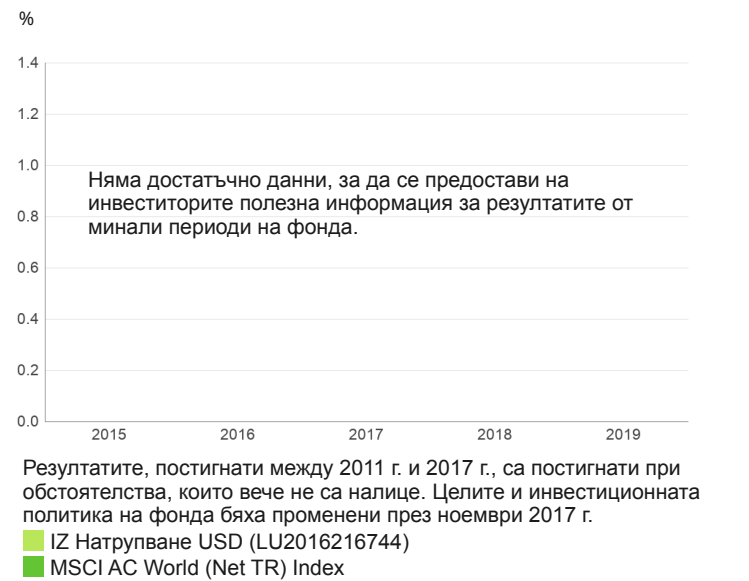 %
1.4
1.2
1.0
Няма достатъчно данни, за да се предостави на
инвеститорите полезна информация за резултатите от
минали периоди на фонда.
0.8
0.6
0.4
0.2
0.0
2015 2016 2017 2018 2019
Резултатите, постигнати между 2011 г. и 2017 г., са постигнати при
обстоятелства, които вече не са налице. Целите и инвестиционната
политика на фонда бяха променени през ноември 2017 г.
IZ Натрупване USD (LU2016216744)
MSCI AC World (Net TR) Index